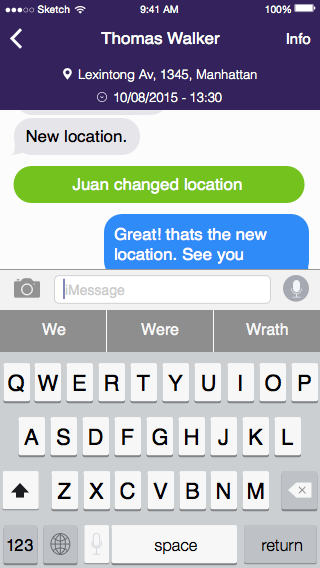 Sketch 9:41 AM 100%
Thomas Walker Info
Lexintong Av, 1345, Manhattan
10/08/2015 - 13:30
New location.
Juan changed location
Great! thats the new
location. See you
iMessage
We Were Wrath
Q W E R T Y U I O P
A S D F G H J K L
Z X C V B N M
123 space return